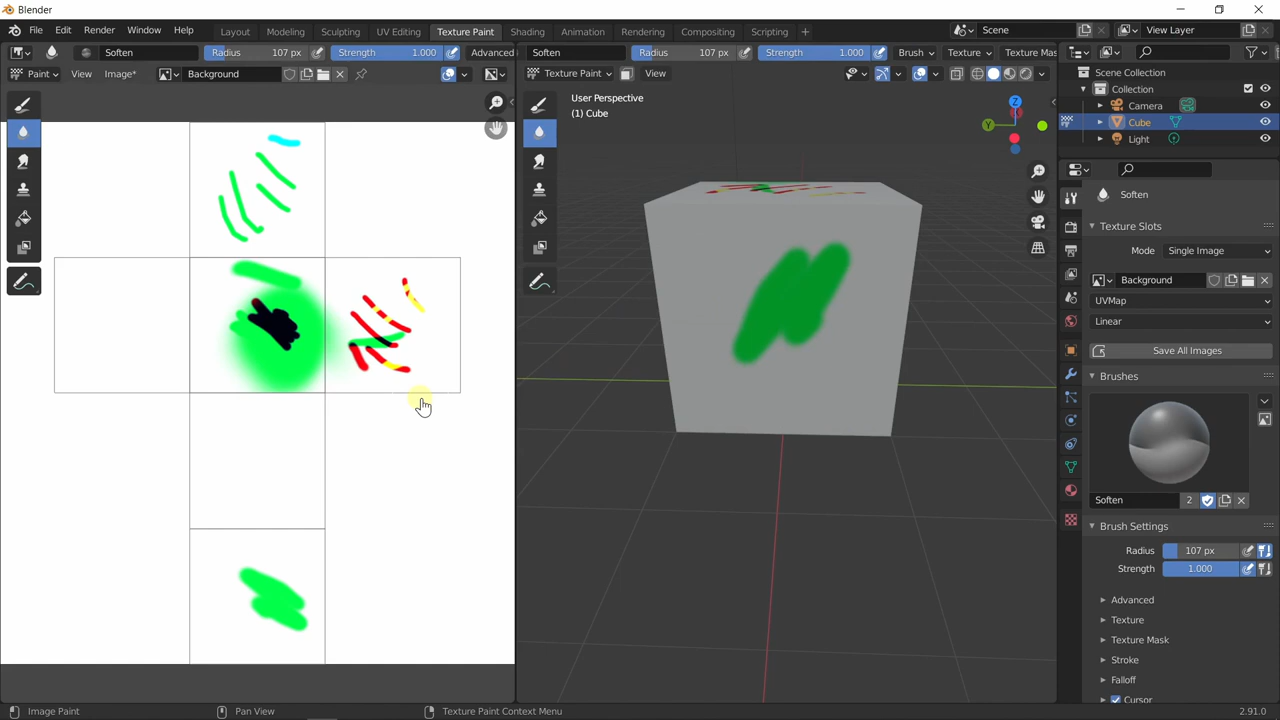 Blender
File Edit Render Window Help Layout Modeling Sculpting UV Editing Texture Paint Shading Animation Rendering Compositing Scripting + Scene View Layer
Soften Radius 107 px Strength 1.000 Advanced
Soften Radius 107 px Strength 1.000 Brush Texture Texture Mas
Paint View Image* Background
Texture Paint View
User Perspective
(1) Cube
Z
Y
Scene Collection
Collection
Camera
Cube
Light
Soften
Texture Slots
Mode Single Image
Background
UVMap
Linear
Save All Images
Brushes
Soften 2
Brush Settings
Radius 107 px
Strength 1.000
Advanced
Texture
Texture Mask
Stroke
Falloff
Cursor
Image Paint Pan View Texture Paint Context Menu 2.91.0